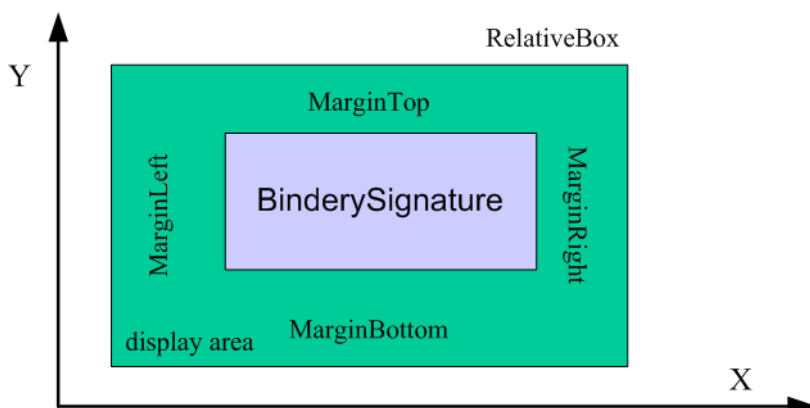 RelativeBox
Y
MarginTop
MarginLeft
BinderySignature
MarginRight
MarginBottom
display area
X